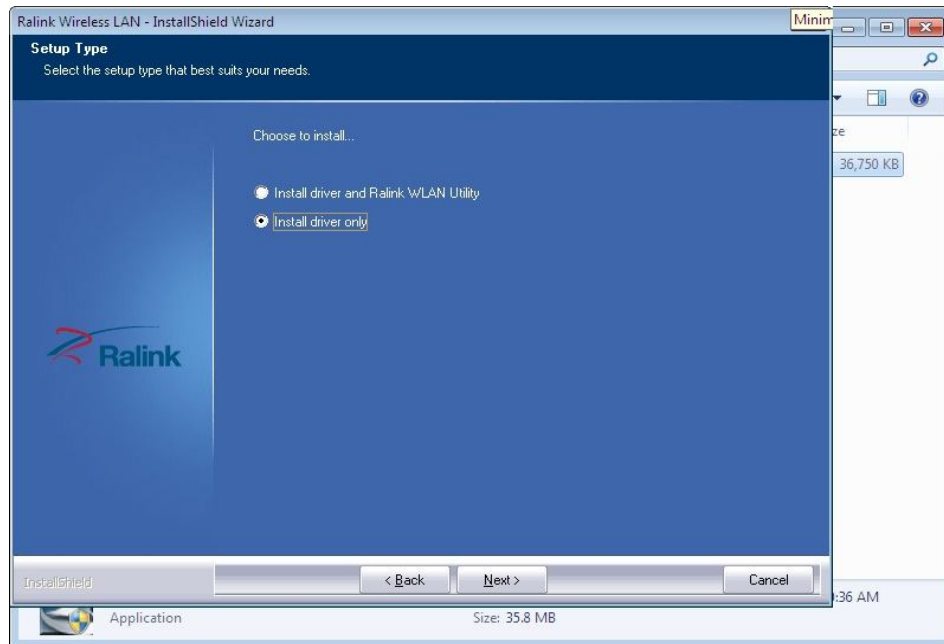 Ralink Wireless LAN - InstallShield Wizard
Minim
Setup Type
Select the setup type that best suits your needs.
Choose to install...
ze
36,750 KB
Install driver and Ralink WLAN Utility
Install driver only
Ralink
InstallShield
< Back
Next >
Cancel
:36 AM
Application
Size: 35.8 MB